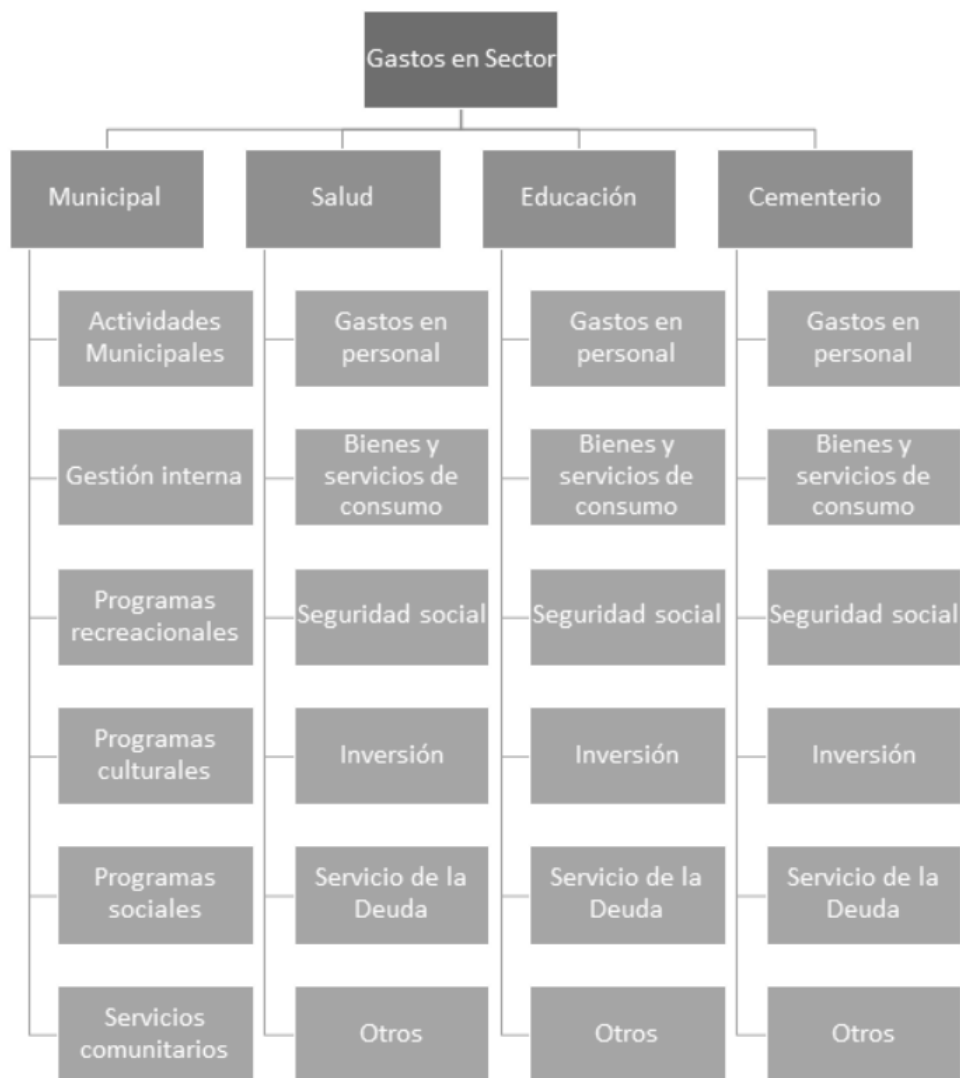 Gastos en Sector
Municipal
Salud
Educación
Cementerio
Actividades
Municipales
Gastos en
personal
Gastos en
personal
Gastos en
personal
Gestión interna
Bienes y
servicios de
consumo
Bienes y
servicios de
consumo
Bienes y
servicios de
consumo
Programas
recreacionales
Seguridad social
Seguridad social
Seguridad social
Programas
culturales
Inversión
Inversión
Inversión
Programas
sociales
Servicio de la
Deuda
Servicio de la
Deuda
Servicio de la
Deuda
Servicios
comunitarios
Otros
Otros
Otros